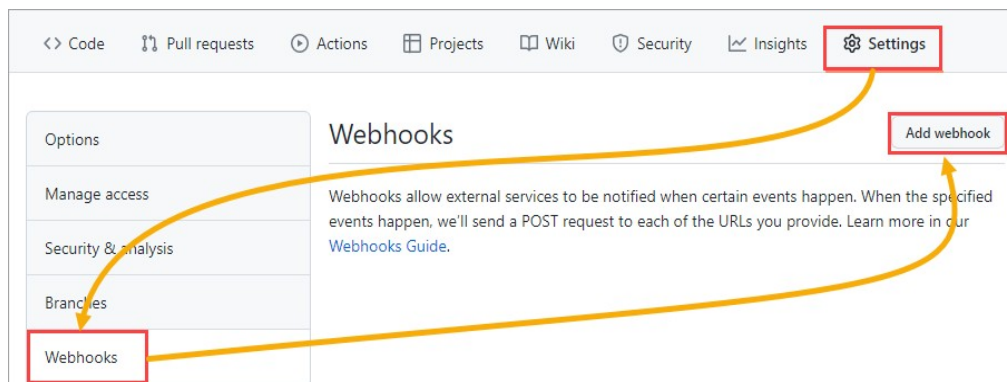 <> Code Pull requests Actions Projects Wiki Security Insights Settings
Options
Manage access
Security & analysis
Branches
Webhooks
Webhooks
Add webhook
Webhooks allow external services to be notified when certain events happen. When the specified
events happen, we'll send a POST request to each of the URLs you provide. Learn more in our
Webhooks Guide.